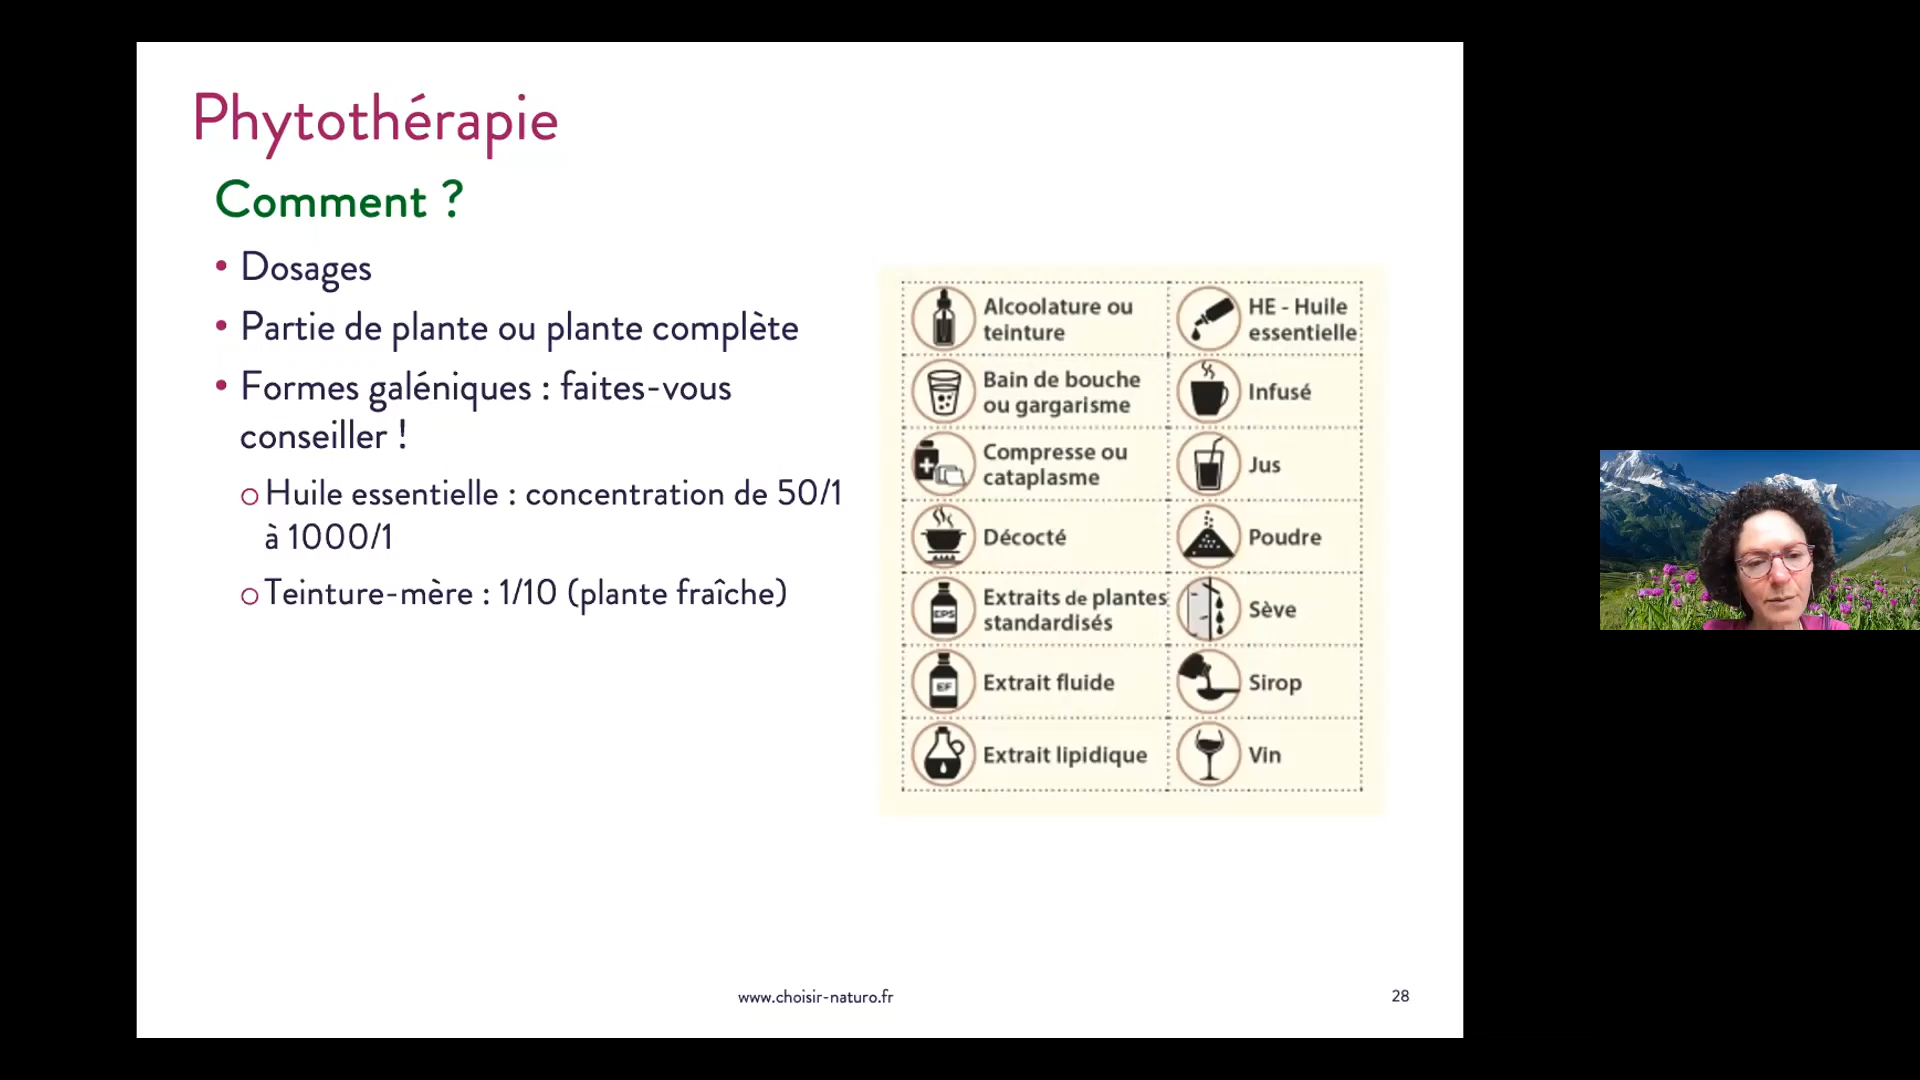 Phytothérapie
Comment ?
• Dosages
• Partie de plante ou plante complète
• Formes galéniques : faites-vous
conseiller !
o Huile essentielle : concentration de 50/1
à 1000/1
o Teinture-mère : 1/10 (plante fraîche)
Alcoolature ou
teinture
HE - Huile
essentielle
Bain de bouche
ou gargarisme
Infusé
Compresse ou
cataplasme
Jus
Décocté
Poudre
EPS
Extraits de plantes
standardisés
Sève
EF
Extrait fluide
Sirop
Extrait lipidique
Vin
www.choisir-naturo.fr
28